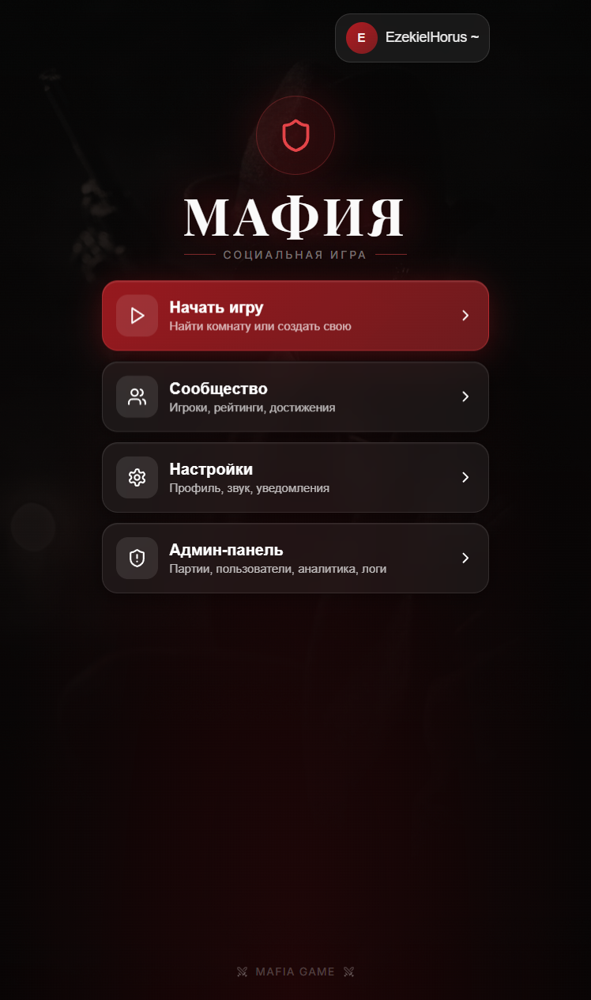 E EzekielHorus ~
МАФИЯ
СОЦИАЛЬНАЯ ИГРА
Начать игру
Найти комнату или создать свою
Сообщество
Игроки, рейтинги, достижения
Настройки
Профиль, звук, уведомления
Админ-панель
Партии, пользователи, аналитика, логи
MAFIA GAME